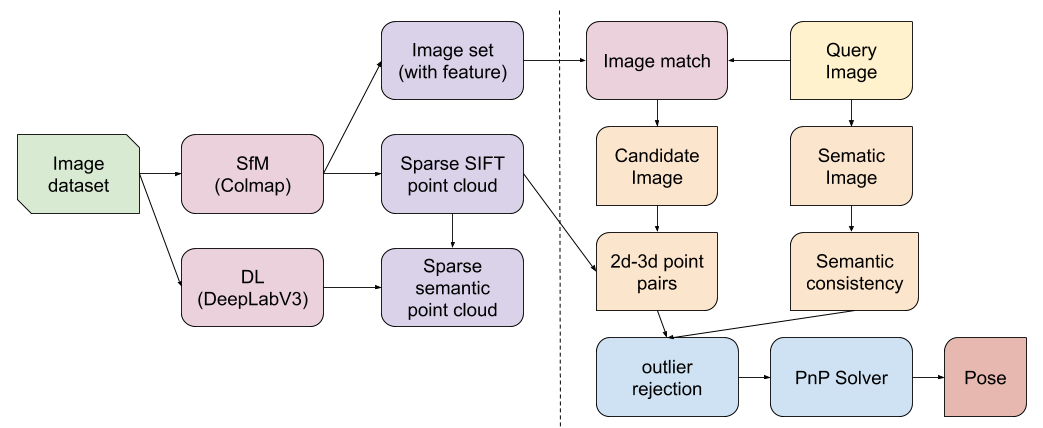 Image set
(with feature)
Image match
Query
Image
Image
dataset
SfM
(Colmap)
Sparse SIFT
point cloud
Candidate
Image
Sematic
Image
DL
(DeepLabV3)
Sparse
semantic
point cloud
2d-3d point
pairs
Semantic
consistency
outlier
rejection
PnP Solver
Pose